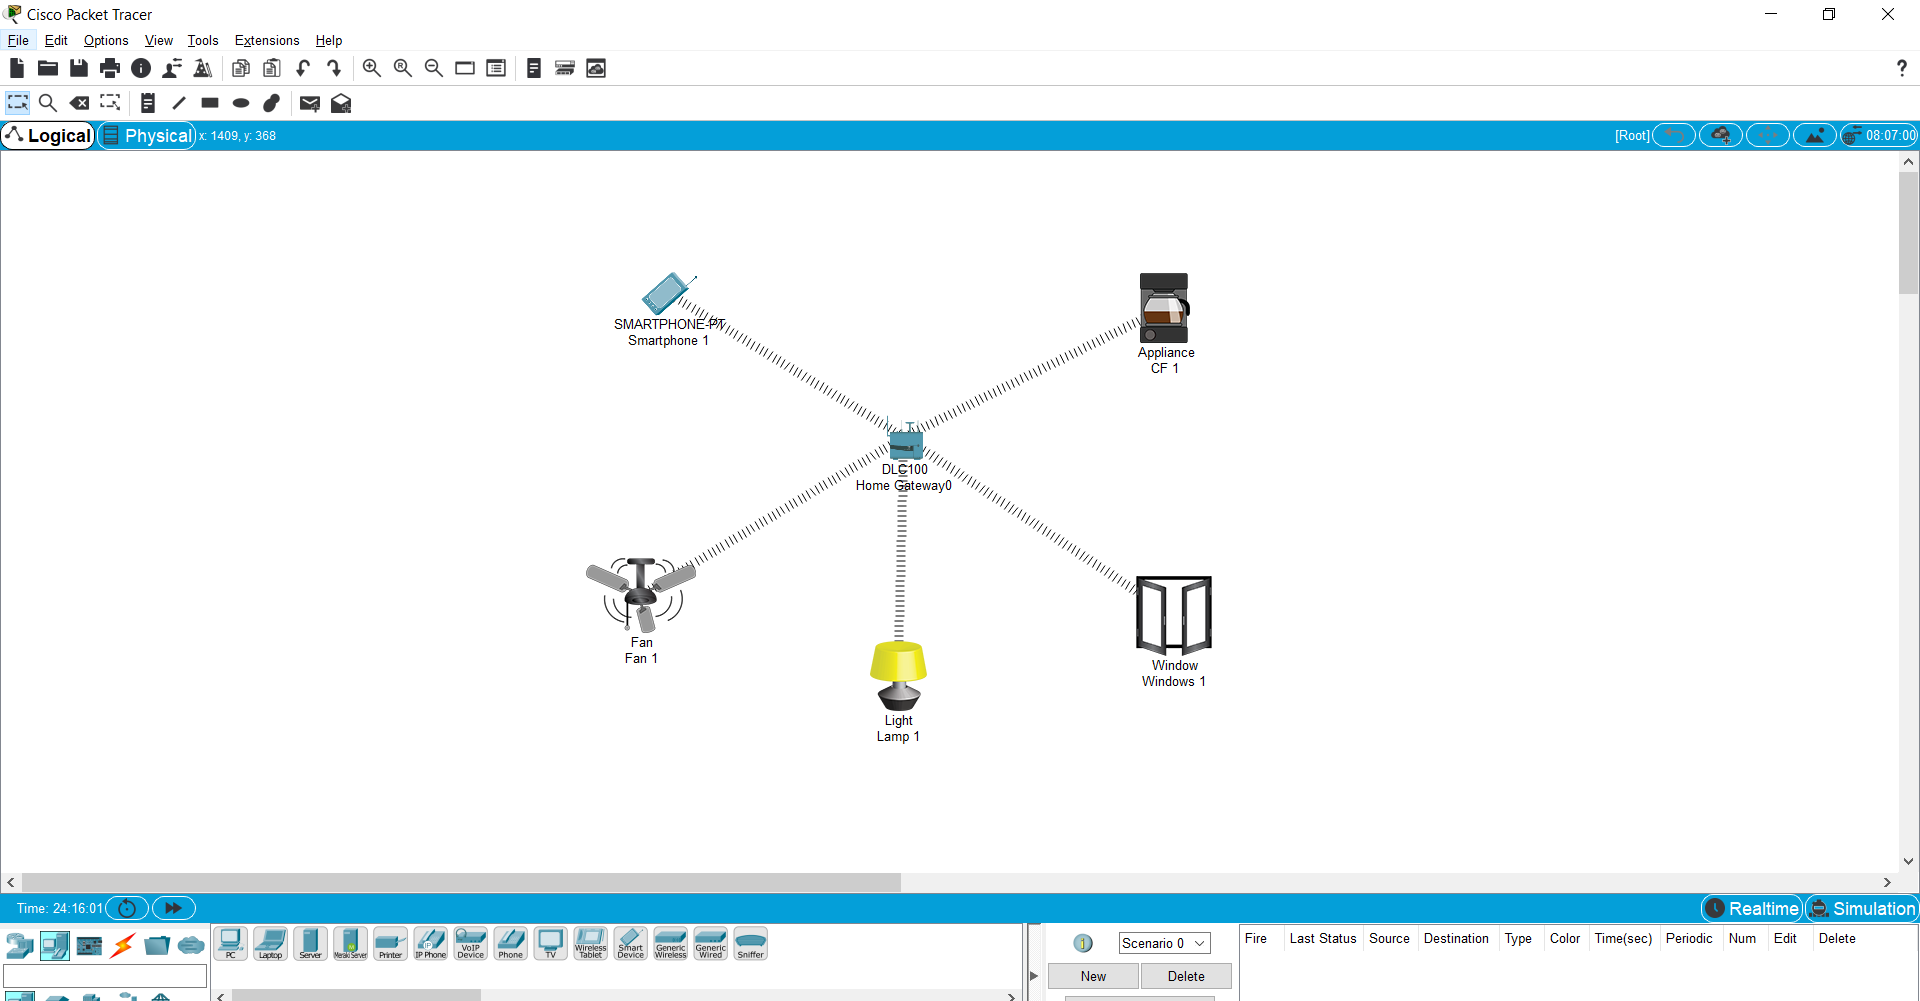 Cisco Packet Tracer
File Edit Options View Tools Extensions Help
Logical Physical x: 1409, y: 368 [Root] 08:07:00
SMARTPHONE-PT
Smartphone 1
Appliance
CF 1
DLC100
Home Gateway0
Fan
Fan 1
Window
Windows 1
Light
Lamp 1
Time: 24:16:01 Realtime Simulation
PC Laptop Server Meraki Server Printer IP Phone VoIP Device Phone TV Wireless Tablet Smart Device Generic Wireless Generic Wired Sniffer
Scenario 0
New Delete
Fire Last Status Source Destination Type Color Time(sec) Periodic Num Edit Delete